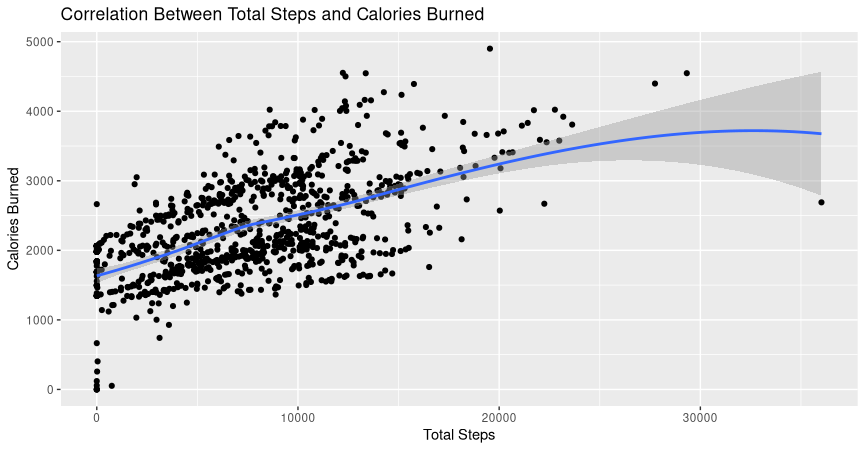 Correlation Between Total Steps and Calories Burned
5000
4000
3000
2000
1000
0
Calories Burned
0 10000 20000 30000
Total Steps